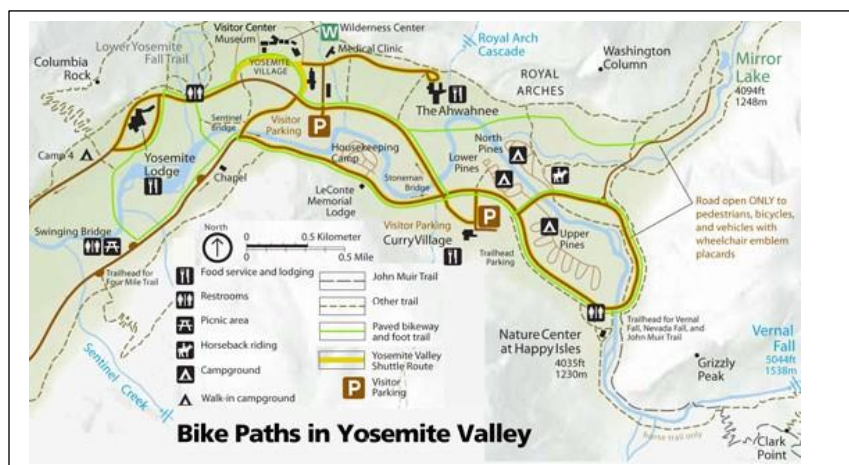 Visitor Center
Museum
Wilderness Center
W
Medical Clinic
Royal Arch
Cascade
Washington
Column
Mirror
Lake
4094ft
1248m
Lower Yosemite
Fall Trail
Columbia
Rock
YOSEMITE
VILLAGE
ROYAL
ARCHES
The Ahwahnee
Sentinel
Bridge
Visitor
Parking
P
North
Pines
Housekeeping
Camp
Lower
Pines
Camp 4
Yosemite
Lodge
Chapel
Stoneman
Bridge
LeConte
Memorial
Lodge
Road open ONLY to
pedestrians, bicycles,
and vehicles with
wheelchair emblem
placards
Visitor Parking
P
Curry Village
Upper
Pines
Swinging Bridge
North
0 0.5 Kilometer
0 0.5 Mile
Trailhead
Parking
Trailhead for
Four Mile Trail
Food service and lodging
Restrooms
Picnic area
Horseback riding
Campground
Walk-in campground
John Muir Trail
Other trail
Paved bikeway
and foot trail
Yosemite Valley
Shuttle Route
P
Visitor
Parking
Nature Center
at Happy Isles
4035ft
1230m
Trailhead for Vernal
Fall, Nevada Fall, and
John Muir Trail
Vernal
Fall
5044ft
1538m
Grizzly
Peak
Sentinel Creek
horse trail only
Clark
Point
Bike Paths in Yosemite Valley